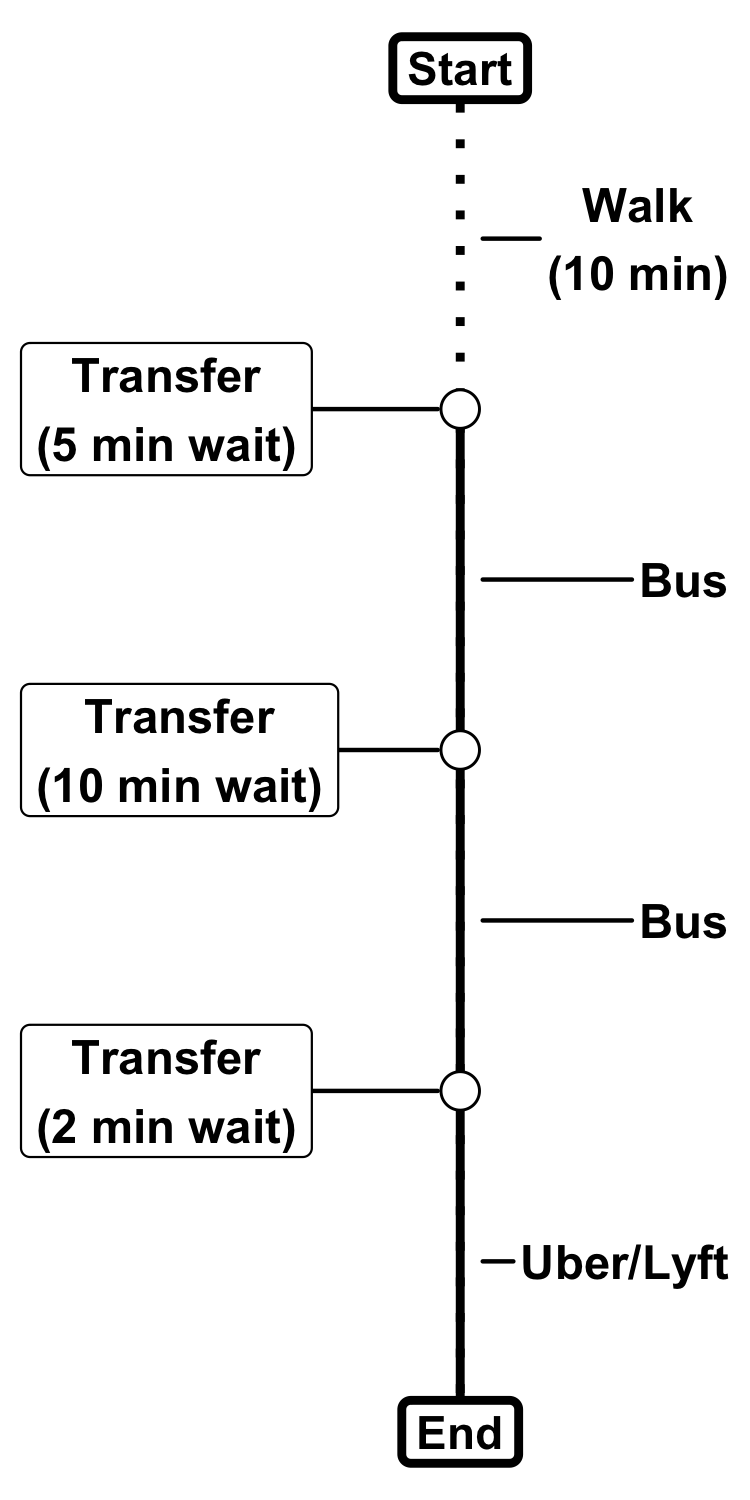 Start
Walk
(10 min)
Transfer
(5 min wait)
Bus
Transfer
(10 min wait)
Bus
Transfer
(2 min wait)
Uber/Lyft
End